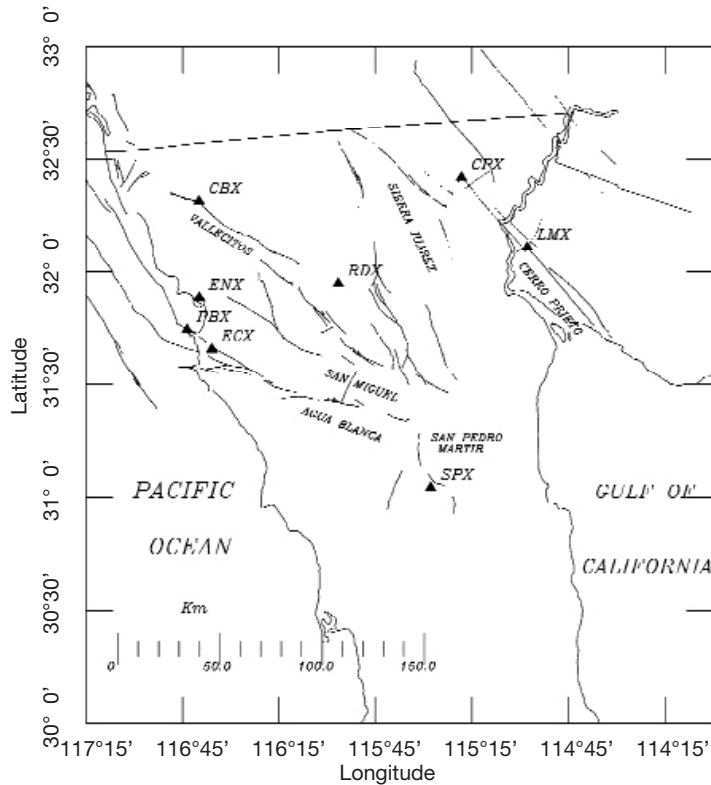 33° 0'
32°30'
32° 0'
31°30'
31° 0'
30°30'
30° 0'
Latitude
CPX
CBX
SIERRA JUAREZ
VALLECITOS
LMX
RDX
CERRO PRIETO
ENX
PBX
ECX
SAN MIGUEL
AGUA BLANCA
SAN PEDRO
MARTIR
SPX
PACIFIC
OCEAN
GULF OF
CALIFORNIA
Km
0 50.0 100.0 150.0
117°15' 116°45' 116°15' 115°45' 115°15' 114°45' 114°15'
Longitude